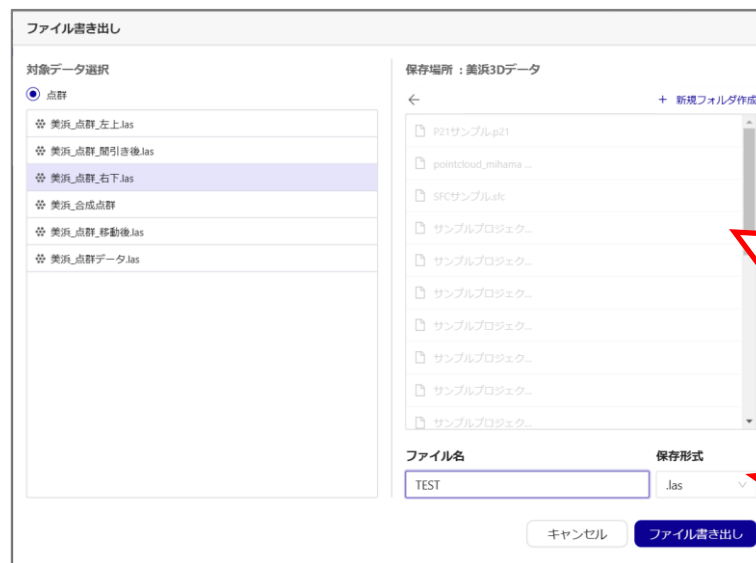 ファイル書き出し
対象データ選択
点群
美浜_点群_左上.las
美浜_点群_間引き後.las
美浜_点群_右下.las
美浜_合成点群
美浜_点群_移動後.las
美浜_点群データ.las
保存場所 : 美浜3Dデータ
+ 新規フォルダ作成
P21サンプル.p21
pointcloud_mihama ...
SFCサンプル.sfc
サンプルプロジェク...
サンプルプロジェク...
サンプルプロジェク...
サンプルプロジェク...
サンプルプロジェク...
サンプルプロジェク...
サンプルプロジェク...
ファイル名
保存形式
TEST
.las
キャンセル
ファイル書き出し